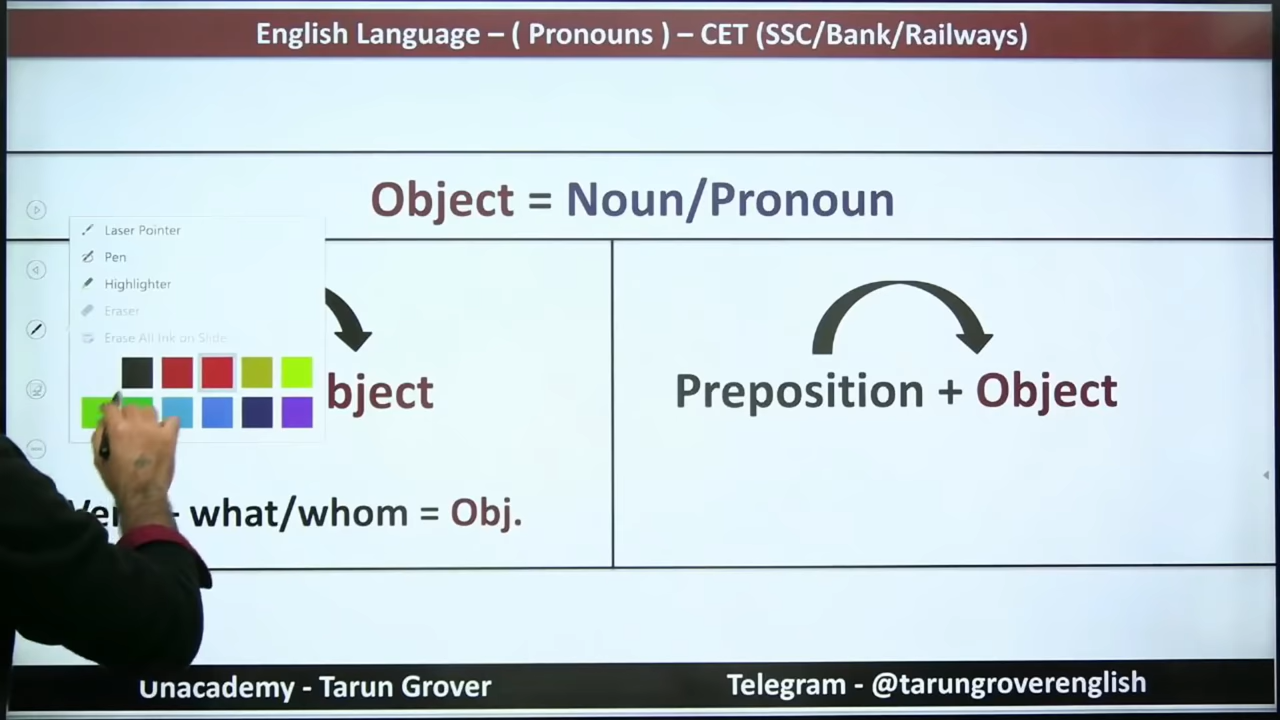 English Language – ( Pronouns ) – CET (SSC/Bank/Railways)
Object = Noun/Pronoun
Laser Pointer
Pen
Highlighter
Eraser
Erase All Ink on Slide
bject
Preposition + Object
what/whom = Obj.
Unacademy - Tarun Grover
Telegram - @tarungroverenglish